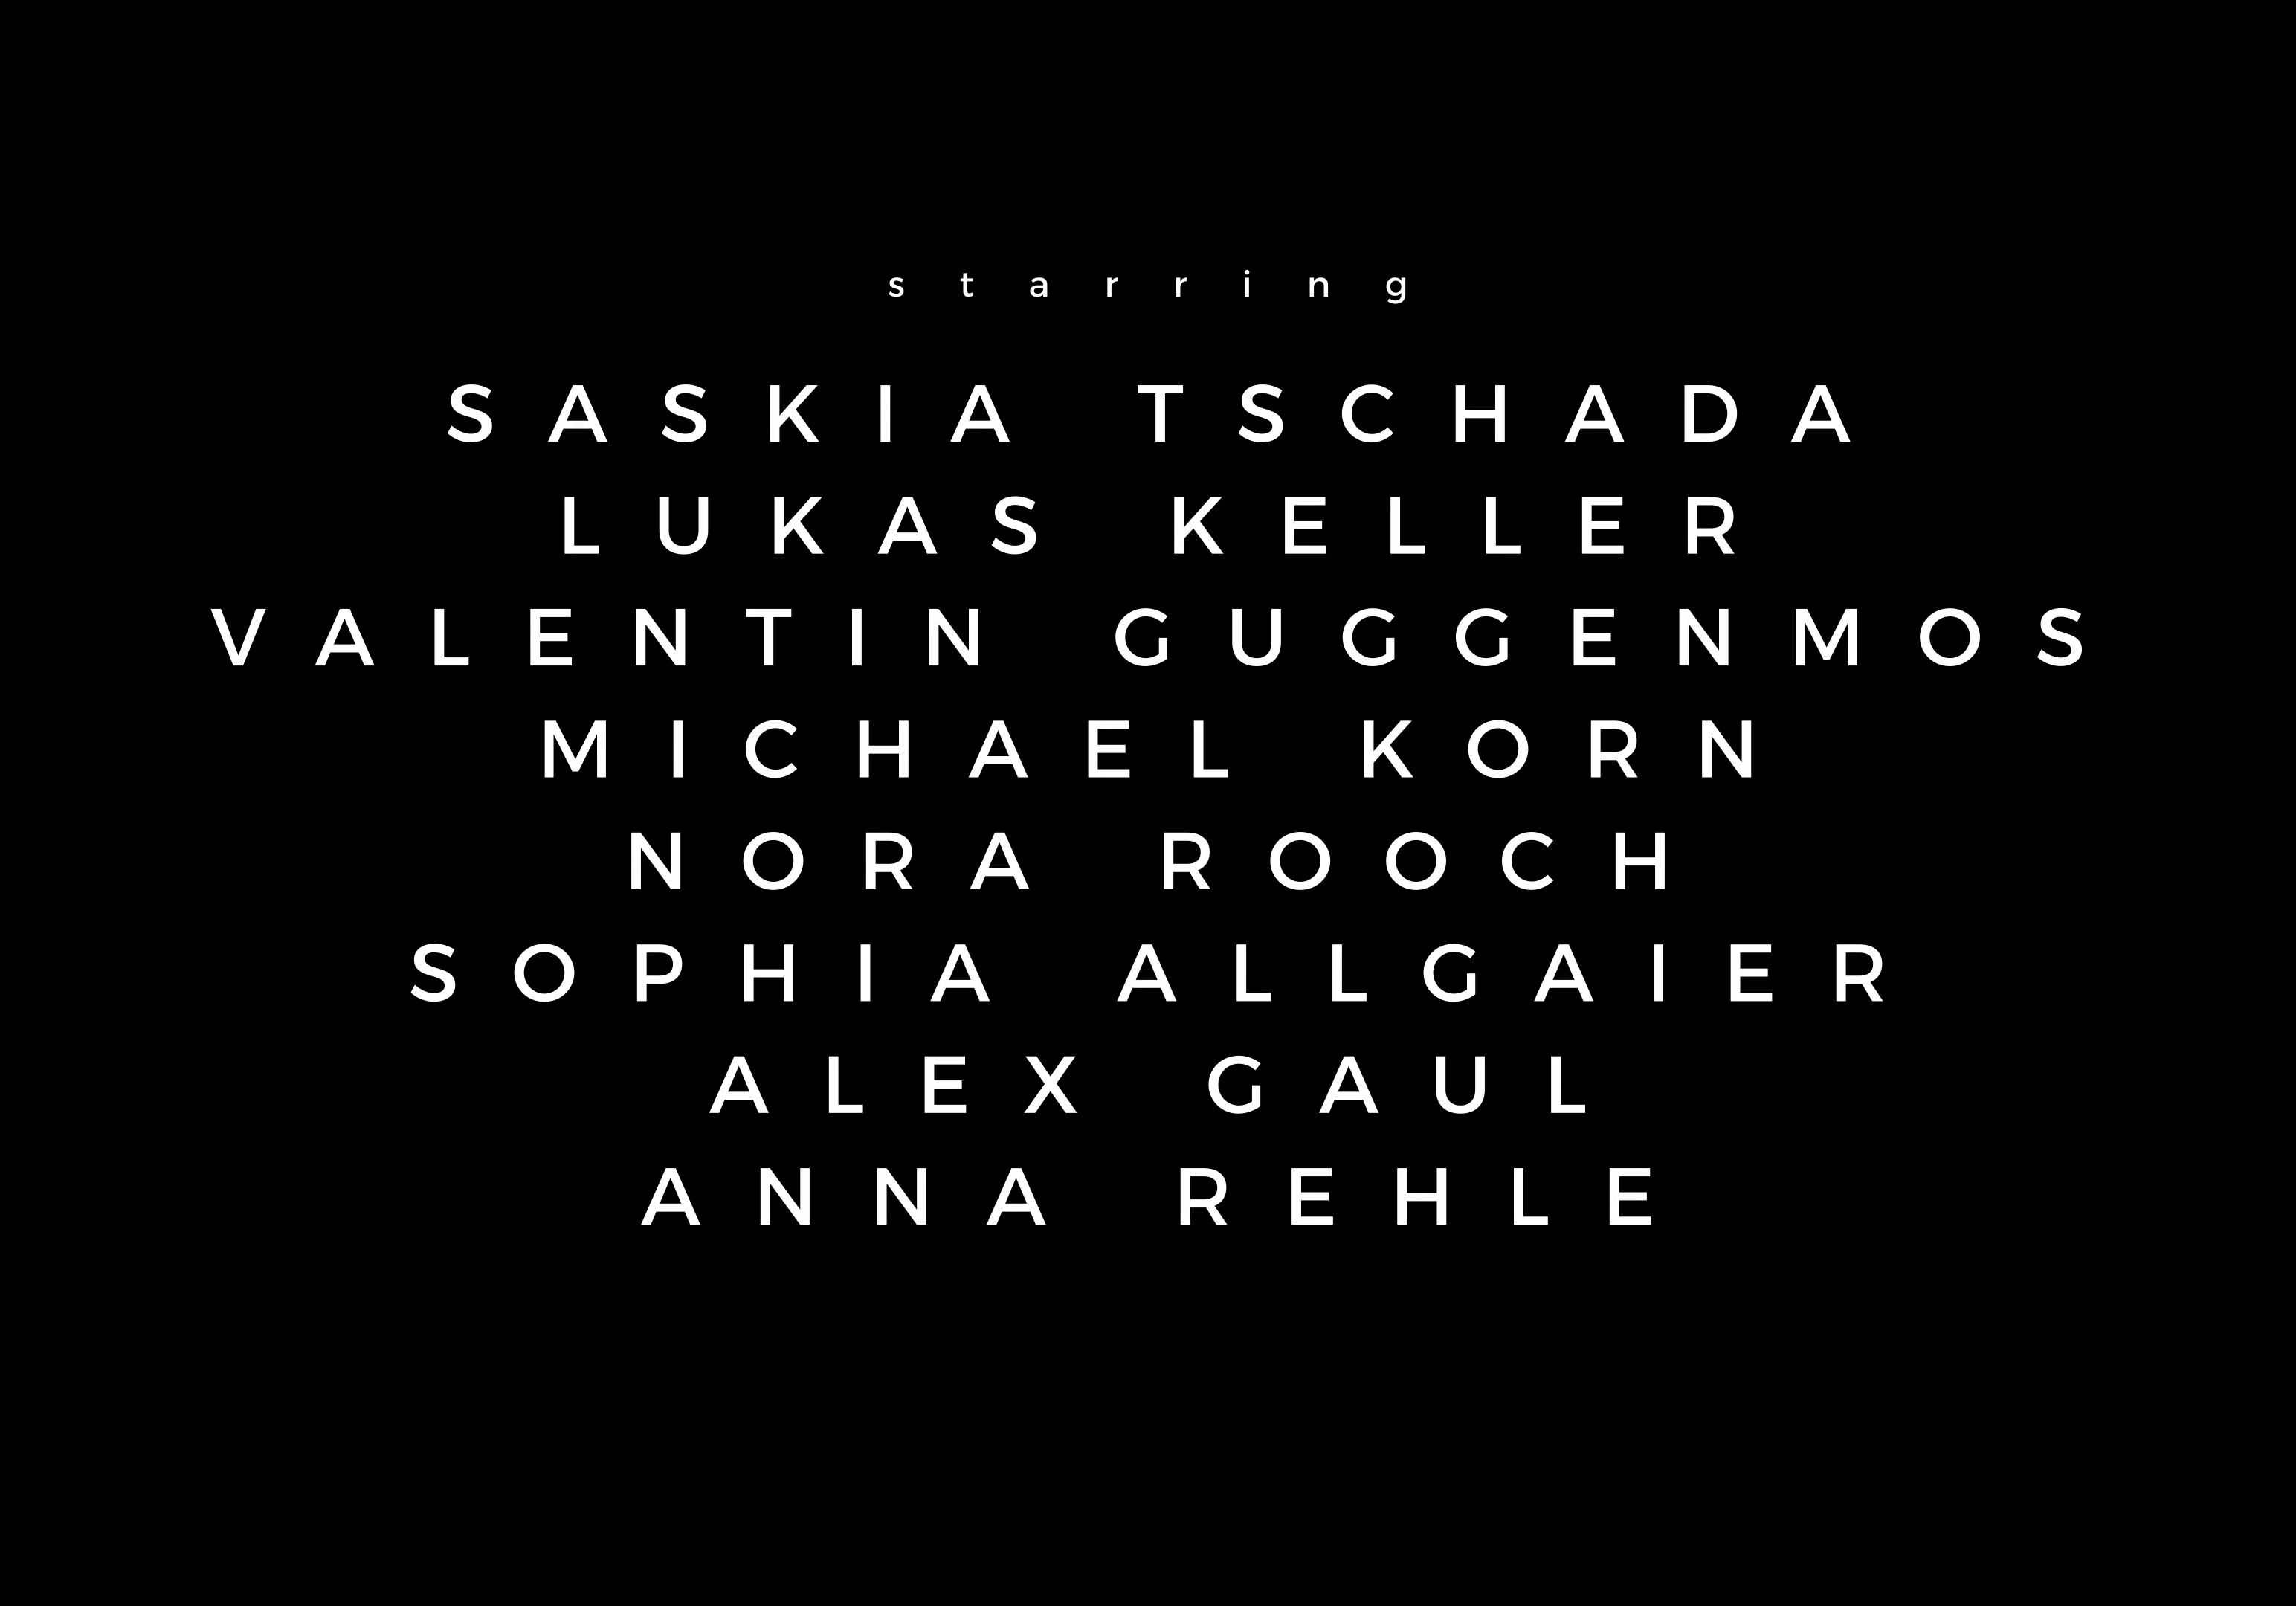 starring
SASKIA TSCHADA
LUKAS KELLER
VALENTIN GUGGENMOS
MICHAEL KORN
NORA ROOCH
SOPHIA ALLGAIER
ALEX GAUL
ANNA REHLE